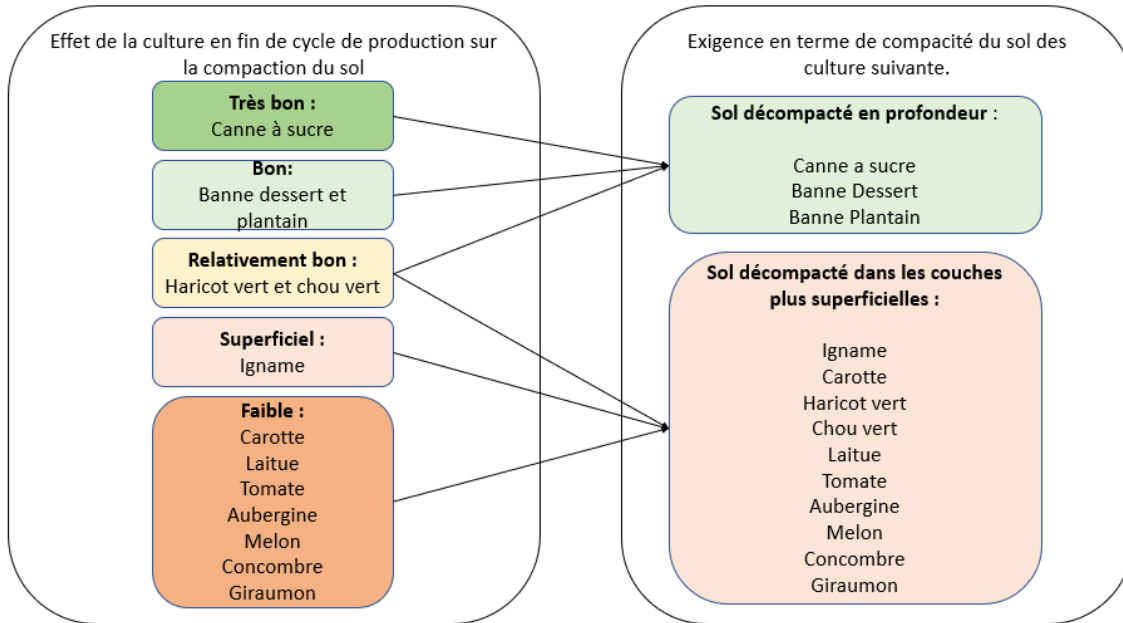 Effet de la culture en fin de cycle de production sur
la compaction du sol
Très bon :
Canne à sucre
Bon:
Banne dessert et
plantain
Relativement bon :
Haricot vert et chou vert
Superficiel :
Igname
Faible :
Carotte
Laitue
Tomate
Aubergine
Melon
Concombre
Giraumon
Exigence en terme de compacité du sol des
culture suivante.
Sol décompacté en profondeur :
Canne a sucre
Banne Dessert
Banne Plantain
Sol décompacté dans les couches
plus superficielles :
Igname
Carotte
Haricot vert
Chou vert
Laitue
Tomate
Aubergine
Melon
Concombre
Giraumon